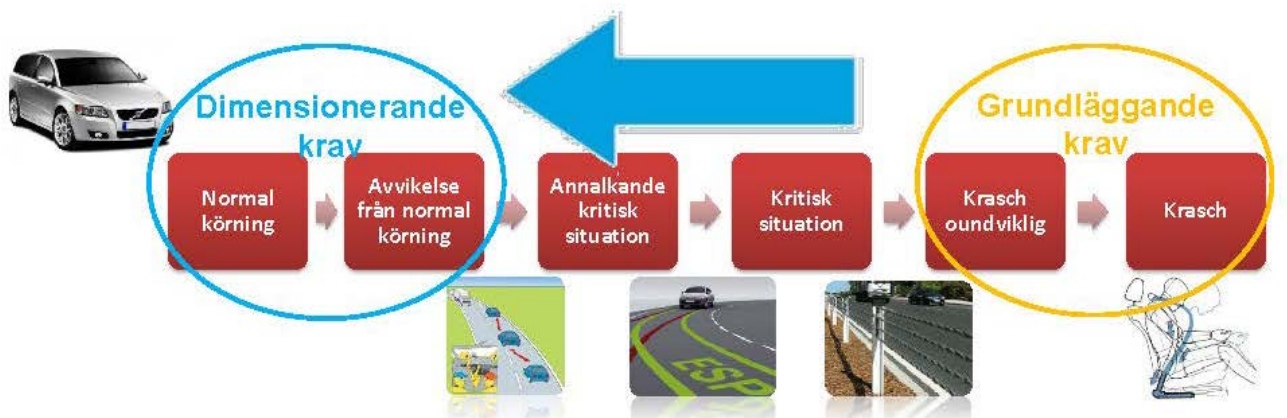 Dimensionerande
krav
Grundläggande
krav
Normal
körning
Avvikelse
från normal
körning
Annalkande
kritisk
situation
Kritisk
situation
Krasch
oundviklig
Krasch
ESP